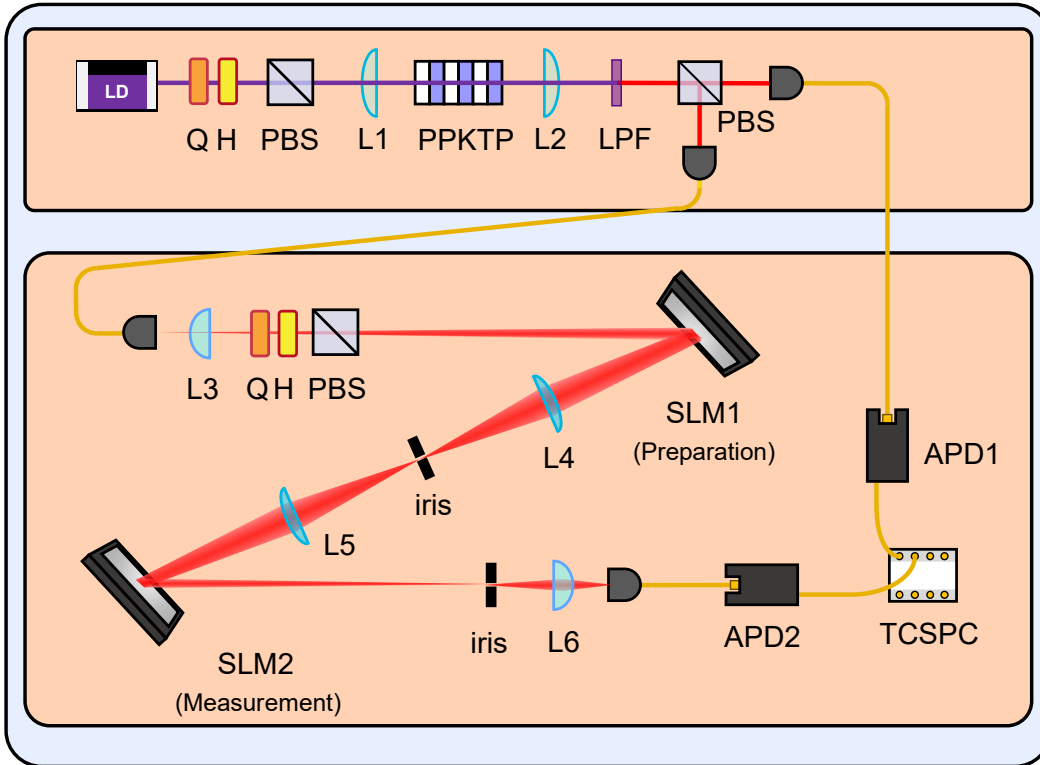 LD
Q H PBS L1 PPKTP L2 LPF PBS
L3 Q H PBS
SLM1
(Preparation)
L4
iris
APD1
L5
SLM2
(Measurement)
iris L6 APD2 TCSPC